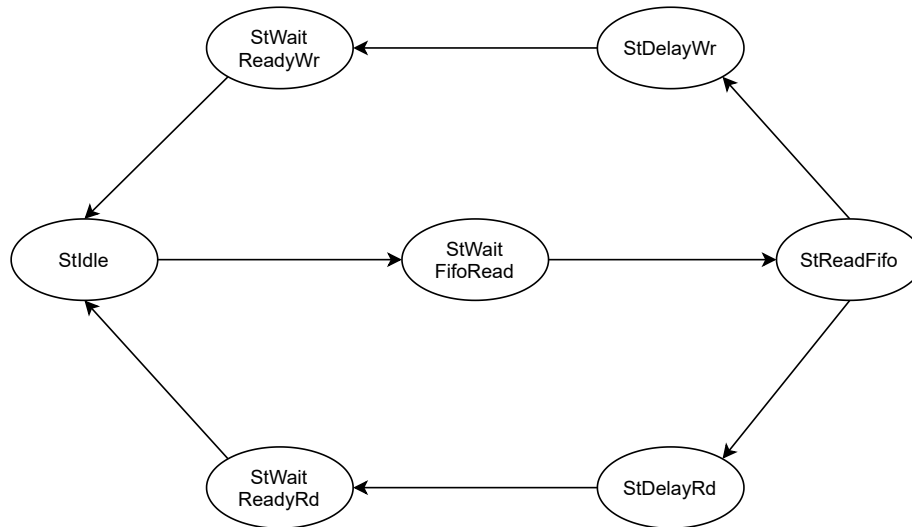 StWait
ReadyWr
StDelayWr
StIdle
StWait
FifoRead
StReadFifo
StWait
ReadyRd
StDelayRd